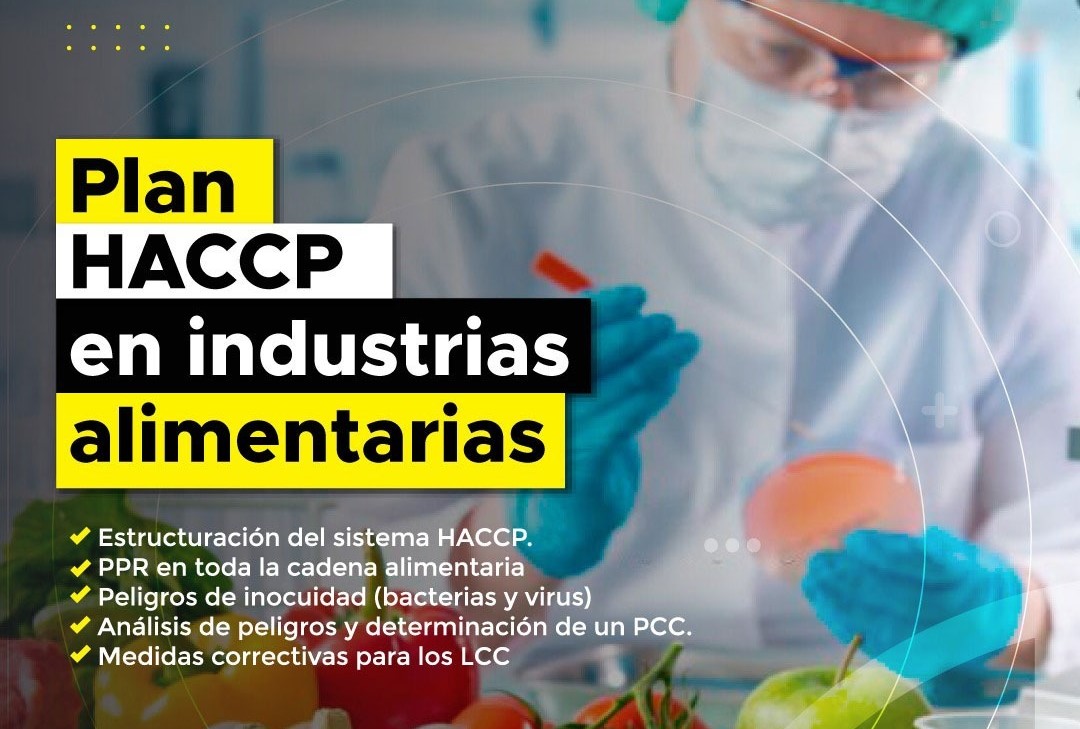 Plan
HACCP
en industrias
alimentarias
Estructuración del sistema HACCP.
PPR en toda la cadena alimentaria
Peligros de inocuidad (bacterias y virus)
Análisis de peligros y determinación de un PCC.
Medidas correctivas para los LCC